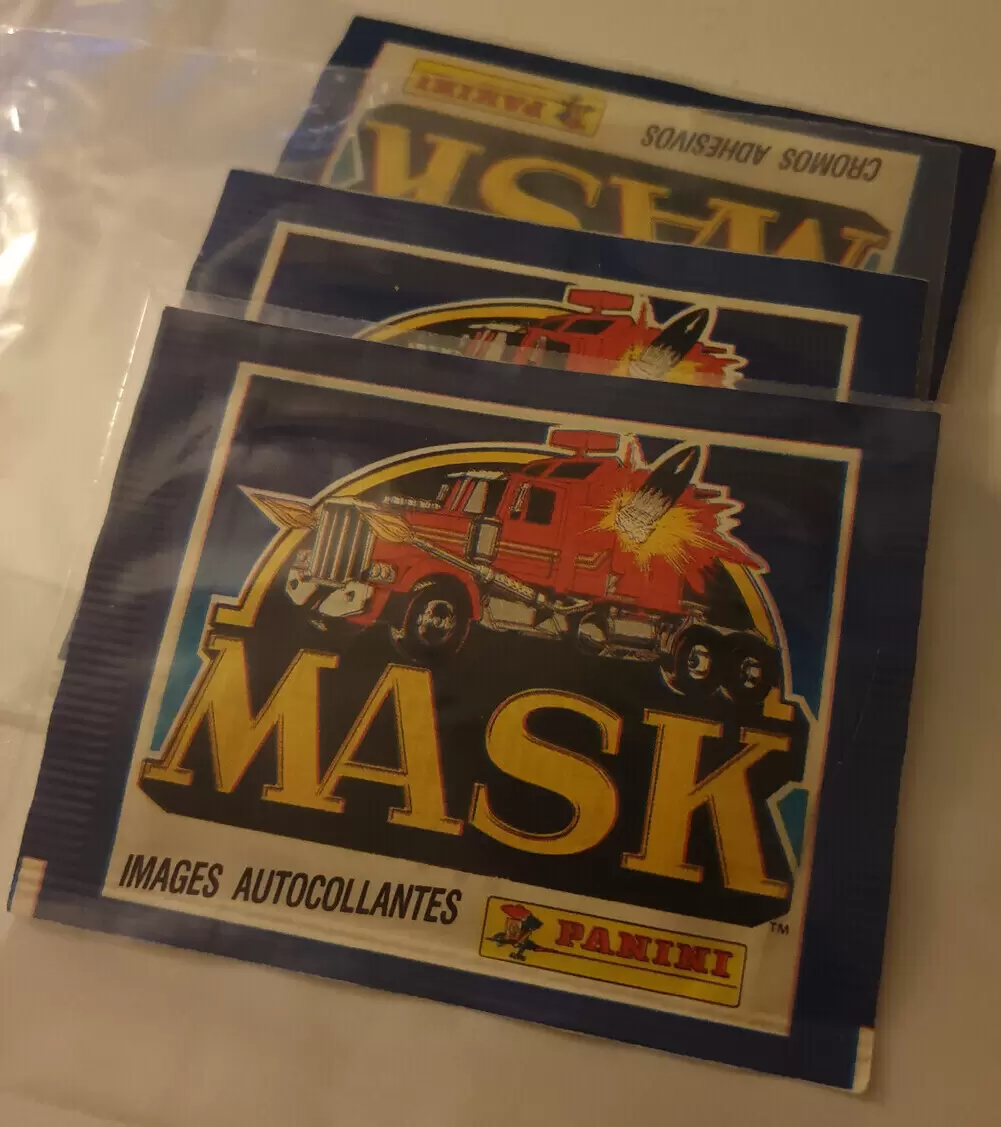 PANINI
CROMOS ADHESIVOS
MASK
MASK
TM
IMAGES AUTOCOLLANTES
PANINI